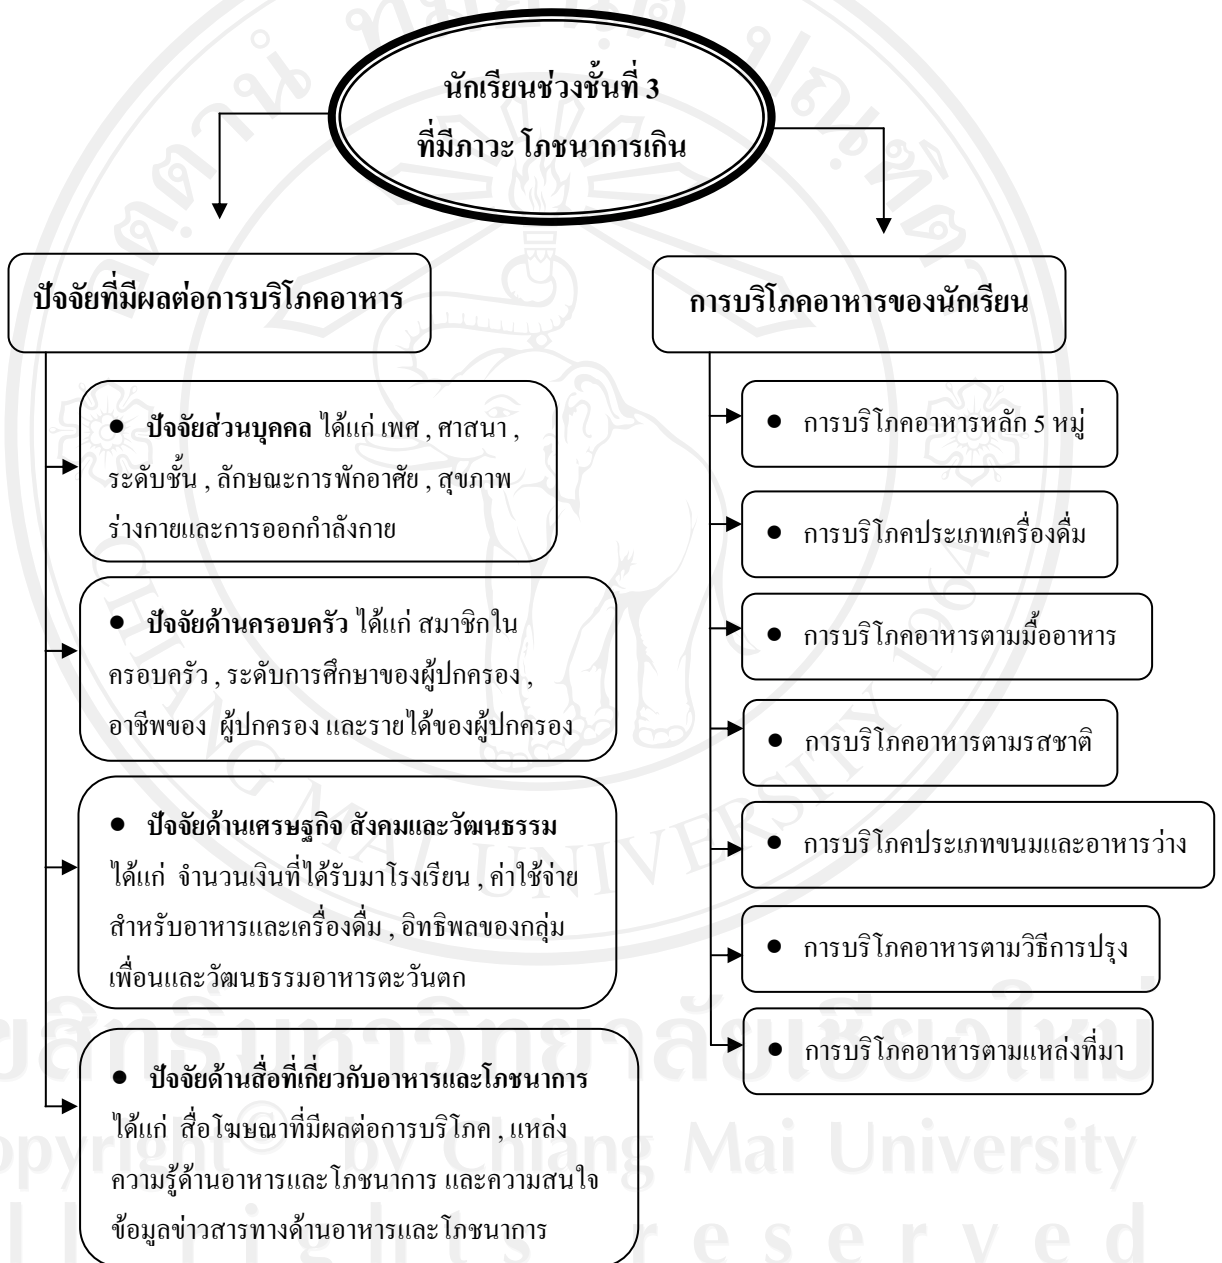 นักเรียนช่วงชั้นที่ 3
ที่มีภาวะโภชนาการเกิน
ปัจจัยที่มีผลต่อการบริโภคอาหาร
● ปัจจัยส่วนบุคคล ได้แก่ เพศ , ศาสนา ,
ระดับชั้น , ลักษณะการพักอาศัย , สุขภาพ
ร่างกายและการออกกำลังกาย
● ปัจจัยด้านครอบครัว ได้แก่ สมาชิกใน
ครอบครัว , ระดับการศึกษาของผู้ปกครอง ,
อาชีพของ ผู้ปกครอง และรายได้ของผู้ปกครอง
● ปัจจัยด้านเศรษฐกิจ สังคมและวัฒนธรรม
ได้แก่ จำนวนเงินที่ได้รับมาโรงเรียน , ค่าใช้จ่าย
สำหรับอาหารและเครื่องดื่ม , อิทธิพลของกลุ่ม
เพื่อนและวัฒนธรรมอาหารตะวันตก
● ปัจจัยด้านสื่อที่เกี่ยวกับอาหารและโภชนาการ
ได้แก่ สื่อโฆษณาที่มีผลต่อการบริโภค , แหล่ง
ความรู้ด้านอาหารและโภชนาการ และความสนใจ
ข้อมูลข่าวสารทางด้านอาหารและโภชนาการ
การบริโภคอาหารของนักเรียน
● การบริโภคอาหารหลัก 5 หมู่
● การบริโภคประเภทเครื่องดื่ม
● การบริโภคอาหารตามมื้ออาหาร
● การบริโภคอาหารตามรสชาติ
● การบริโภคประเภทขนมและอาหารว่าง
● การบริโภคอาหารตามวิธีการปรุง
● การบริโภคอาหารตามแหล่งที่มา
CHIANG MAI UNIVERSITY 1964
opyright © by Chiang Mai University
l l r i g h t s r e s e r v e d